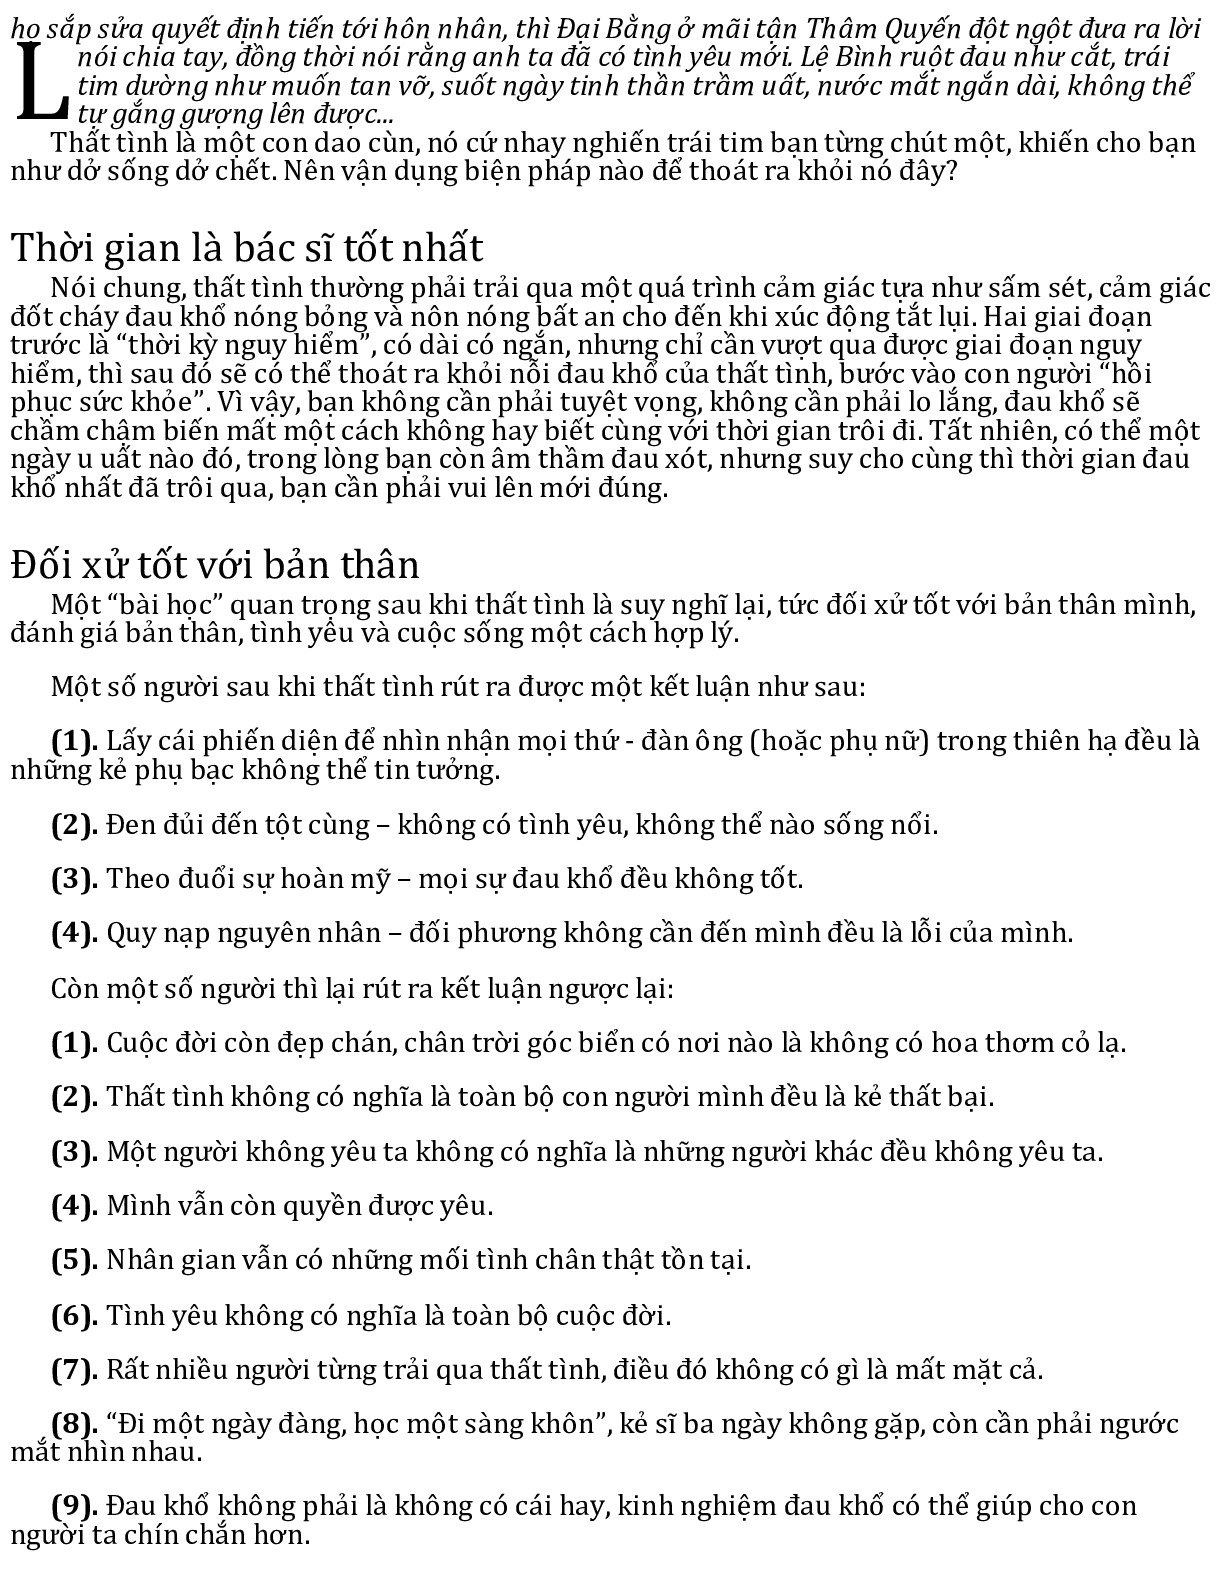 họ sắp sửa quyết định tiến tới hôn nhân, thì Đại Bằng ở mãi tận Thâm Quyến đột ngột đưa ra lời
L nói chia tay, đồng thời nói rằng anh ta đã có tình yêu mới. Lệ Bình ruột đau như cắt, trái
tim dường như muốn tan vỡ, suốt ngày tinh thần trầm uất, nước mắt ngắn dài, không thể
tự gắng gượng lên được...
Thất tình là một con dao cùn, nó cứ nhay nghiến trái tim bạn từng chút một, khiến cho bạn
như dở sống dở chết. Nên vận dụng biện pháp nào để thoát ra khỏi nó đây?
Thời gian là bác sĩ tốt nhất
Nói chung, thất tình thường phải trải qua một quá trình cảm giác tựa như sấm sét, cảm giác
đốt cháy đau khổ nóng bỏng và nôn nóng bất an cho đến khi xúc động tắt lụi. Hai giai đoạn
trước là “thời kỳ nguy hiểm”, có dài có ngắn, nhưng chỉ cần vượt qua được giai đoạn nguy
hiểm, thì sau đó sẽ có thể thoát ra khỏi nỗi đau khổ của thất tình, bước vào con người “hồi
phục sức khỏe”. Vì vậy, bạn không cần phải tuyệt vọng, không cần phải lo lắng, đau khổ sẽ
chầm chậm biến mất một cách không hay biết cùng với thời gian trôi đi. Tất nhiên, có thể một
ngày u uất nào đó, trong lòng bạn còn âm thầm đau xót, nhưng suy cho cùng thì thời gian đau
khổ nhất đã trôi qua, bạn cần phải vui lên mới đúng.
Đối xử tốt với bản thân
Một “bài học” quan trọng sau khi thất tình là suy nghĩ lại, tức đối xử tốt với bản thân mình,
đánh giá bản thân, tình yêu và cuộc sống một cách hợp lý.
Một số người sau khi thất tình rút ra được một kết luận như sau:
(1). Lấy cái phiến diện để nhìn nhận mọi thứ - đàn ông (hoặc phụ nữ) trong thiên hạ đều là
những kẻ phụ bạc không thể tin tưởng.
(2). Đen đủi đến tột cùng – không có tình yêu, không thể nào sống nổi.
(3). Theo đuổi sự hoàn mỹ – mọi sự đau khổ đều không tốt.
(4). Quy nạp nguyên nhân – đối phương không cần đến mình đều là lỗi của mình.
Còn một số người thì lại rút ra kết luận ngược lại:
(1). Cuộc đời còn đẹp chán, chân trời góc biển có nơi nào là không có hoa thơm cỏ lạ.
(2). Thất tình không có nghĩa là toàn bộ con người mình đều là kẻ thất bại.
(3). Một người không yêu ta không có nghĩa là những người khác đều không yêu ta.
(4). Mình vẫn còn quyền được yêu.
(5). Nhân gian vẫn có những mối tình chân thật tồn tại.
(6). Tình yêu không có nghĩa là toàn bộ cuộc đời.
(7). Rất nhiều người từng trải qua thất tình, điều đó không có gì là mất mặt cả.
(8). “Đi một ngày đàng, học một sàng khôn”, kẻ sĩ ba ngày không gặp, còn cần phải ngước
mắt nhìn nhau.
(9). Đau khổ không phải là không có cái hay, kinh nghiệm đau khổ có thể giúp cho con
người ta chín chắn hơn.